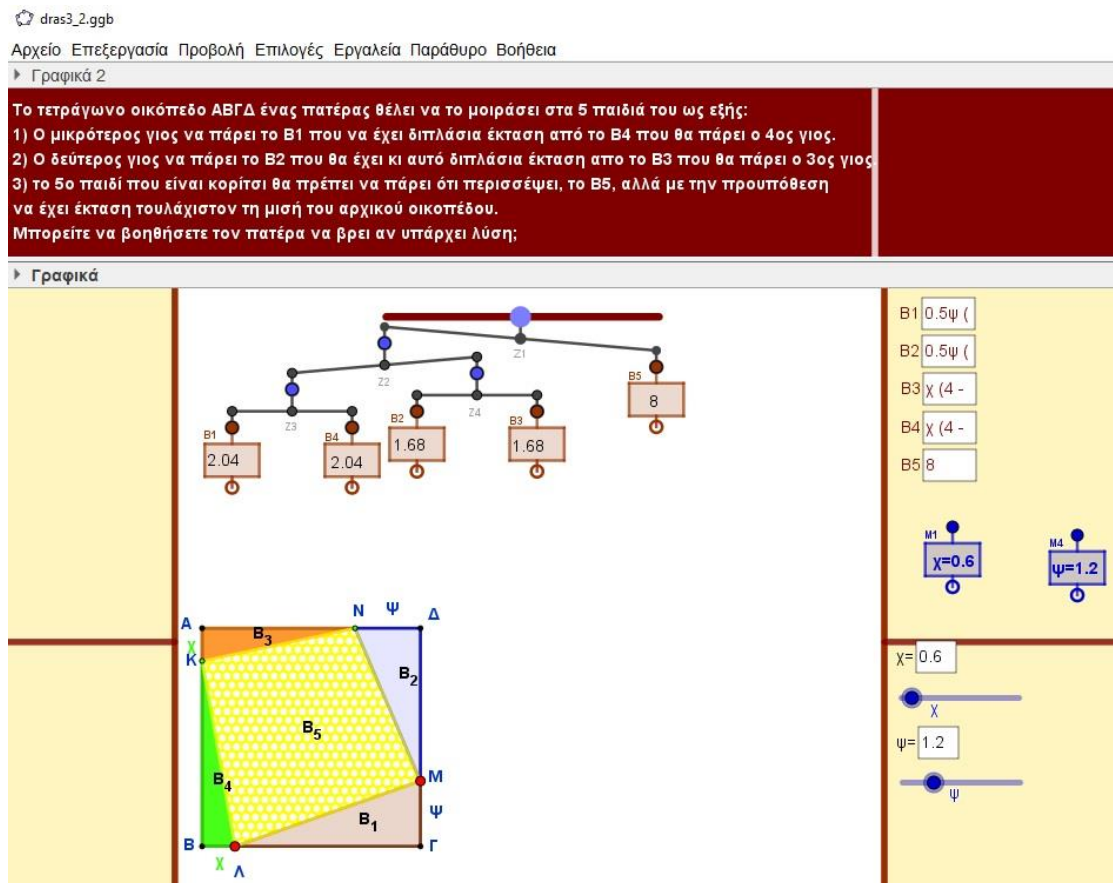 dras3_2.ggb
Αρχείο Επεξεργασία Προβολή Επιλογές Εργαλεία Παράθυρο Βοήθεια
Γραφικά 2
Το τετράγωνο οικόπεδο ΑΒΓΔ ένας πατέρας θέλει να το μοιράσει στα 5 παιδιά του ως εξής:
1) Ο μικρότερος γιος να πάρει το Β1 που να έχει διπλάσια έκταση από το Β4 που θα πάρει ο 4ος γιος.
2) Ο δεύτερος γιος να πάρει το Β2 που θα έχει κι αυτό διπλάσια έκταση απο το Β3 που θα πάρει ο 3ος γιος.
3) το 5ο παιδί που είναι κορίτσι θα πρέπει να πάρει ότι περισσέψει, το Β5, αλλά με την προυπόθεση
να έχει έκταση τουλάχιστον τη μισή του αρχικού οικοπέδου.
Μπορείτε να βοηθήσετε τον πατέρα να βρει αν υπάρχει λύση;
Γραφικά
Z1
Z2
Z3
Z4
B5
8
B1
2.04
B4
2.04
B2
1.68
B3
1.68
B1 0.5ψ (
B2 0.5ψ (
B3 χ (4 -
B4 χ (4 -
B5 8
M1
χ=0.6
M4
ψ=1.2
Α N Ψ Δ
χ
Κ
B3
B2
B5
B4
M
Ψ
B1
Β Γ
χ Λ
χ= 0.6
χ
ψ= 1.2
ψ